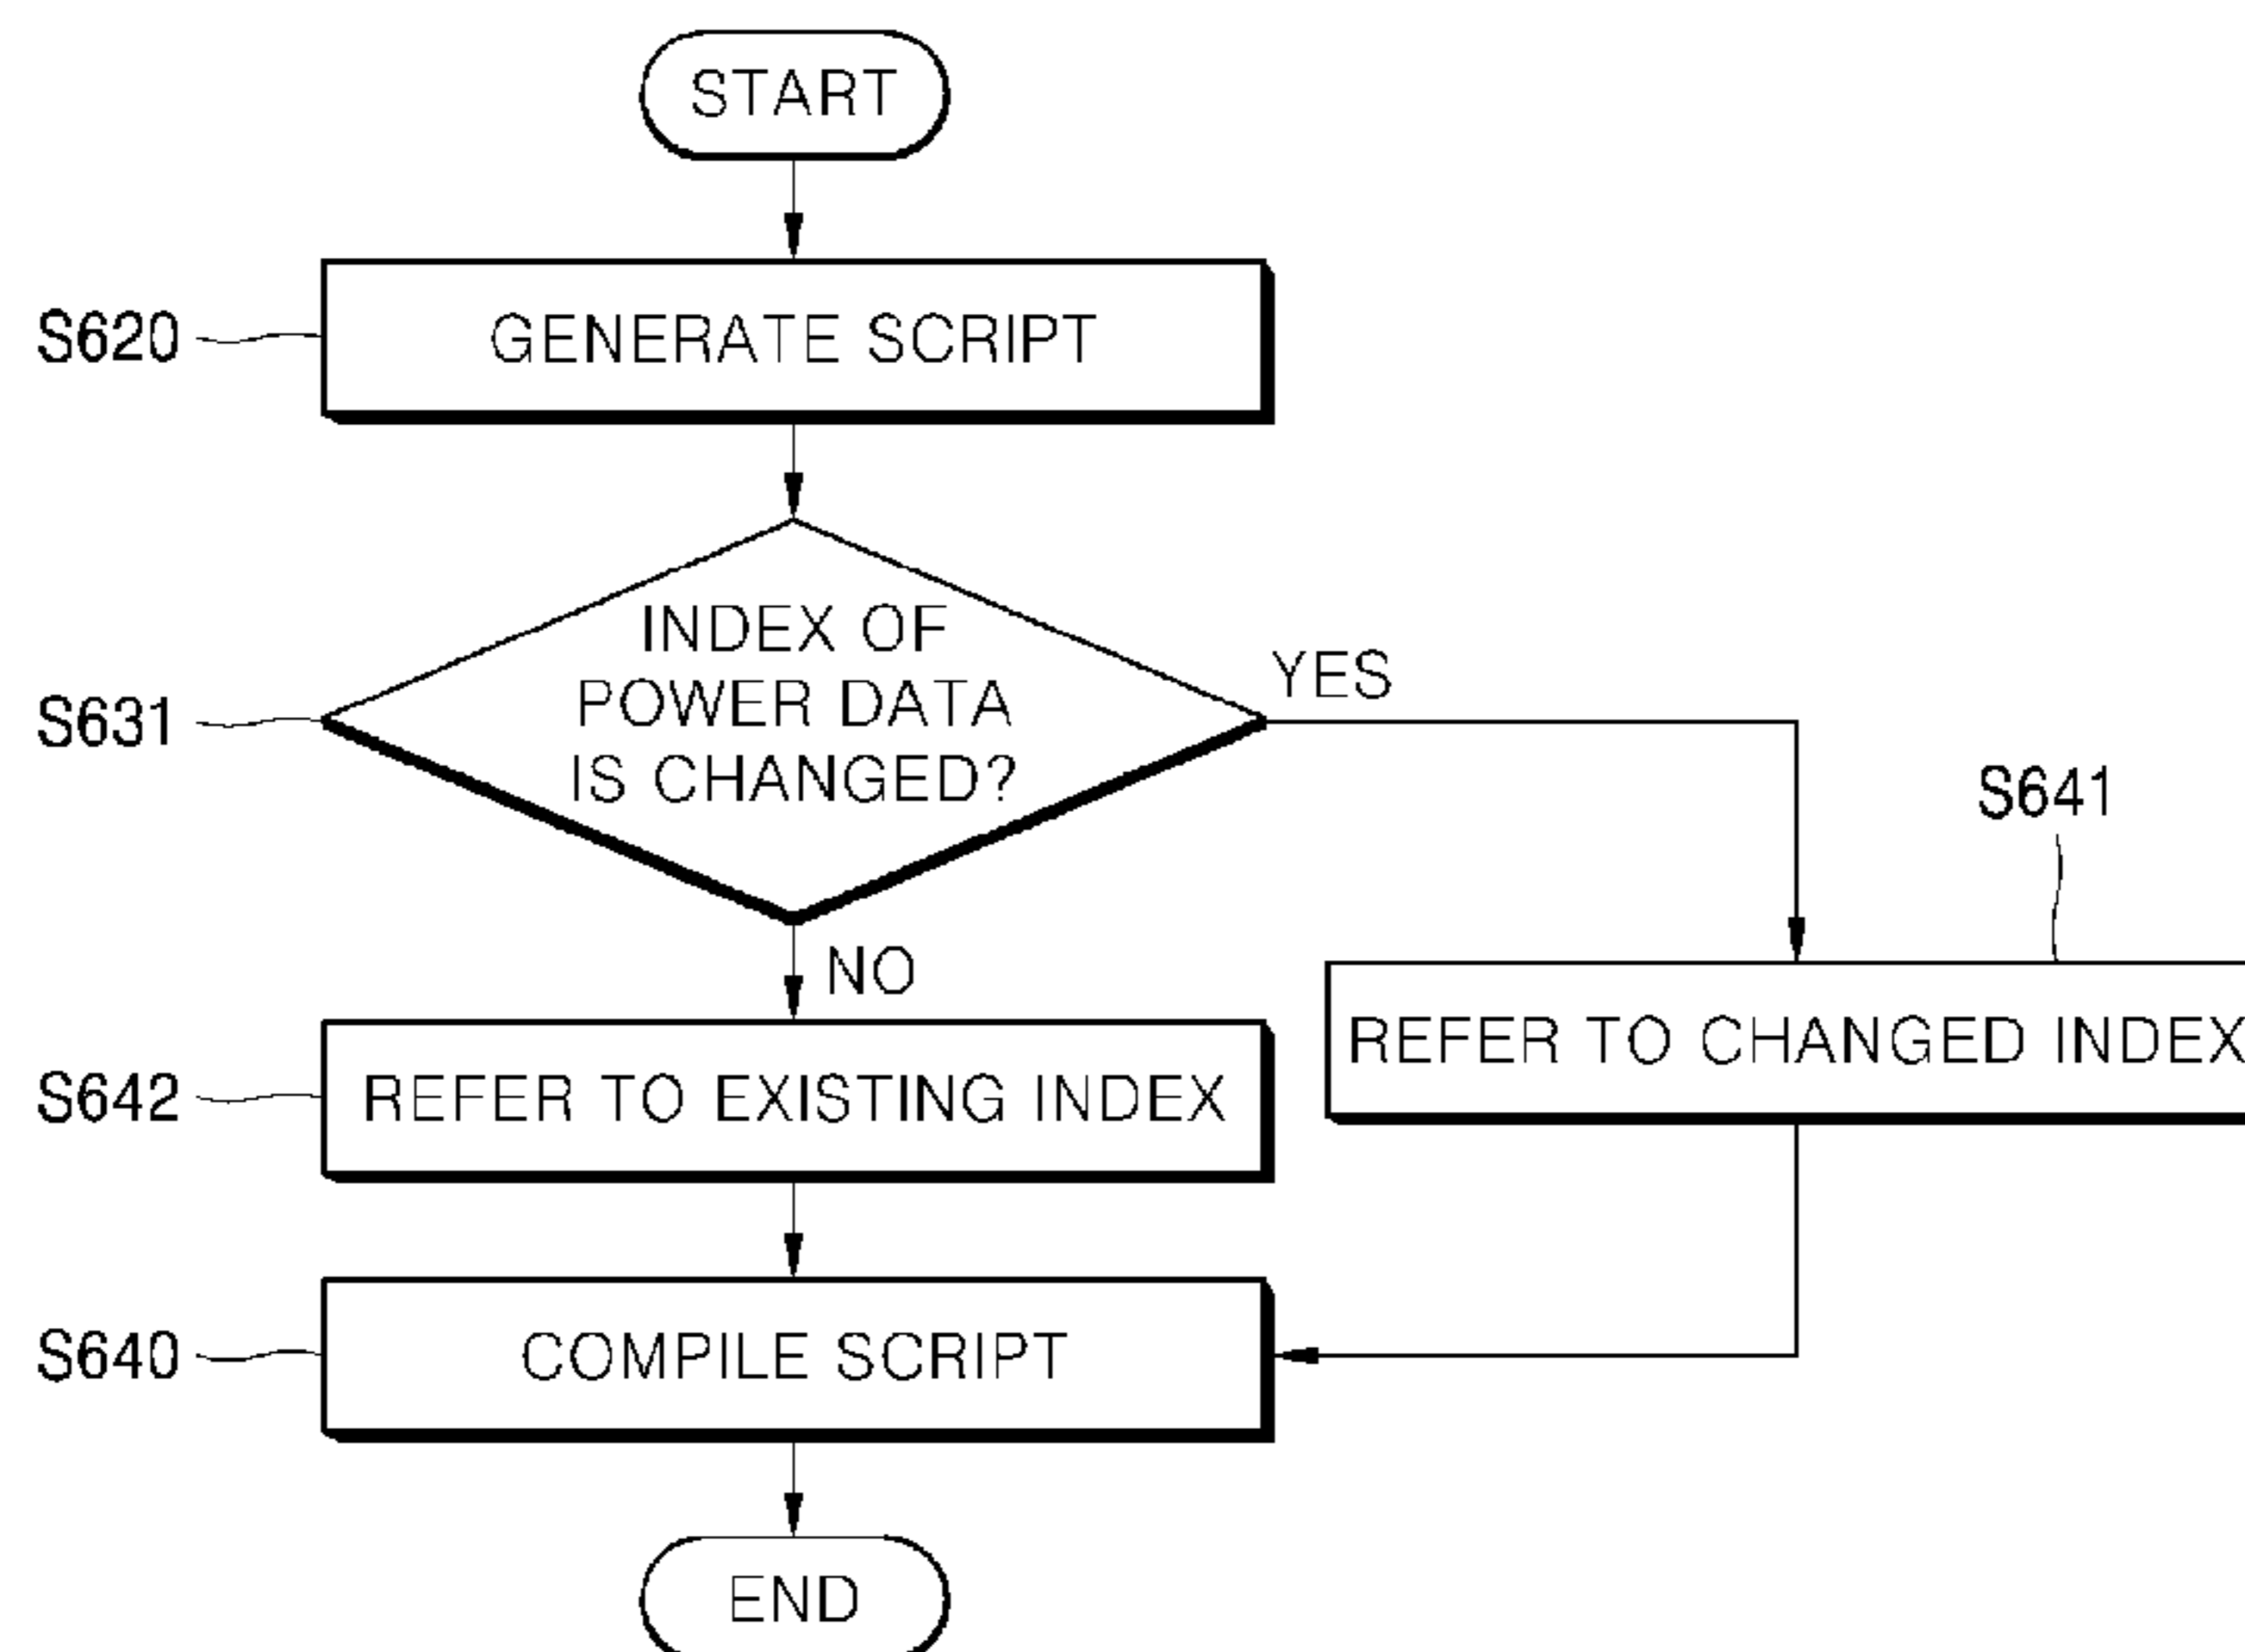 START
S620
GENERATE SCRIPT
S631
INDEX OF
POWER DATA
IS CHANGED?
YES
S641
NO
REFER TO CHANGED INDEX
S642
REFER TO EXISTING INDEX
S640
COMPILE SCRIPT
END